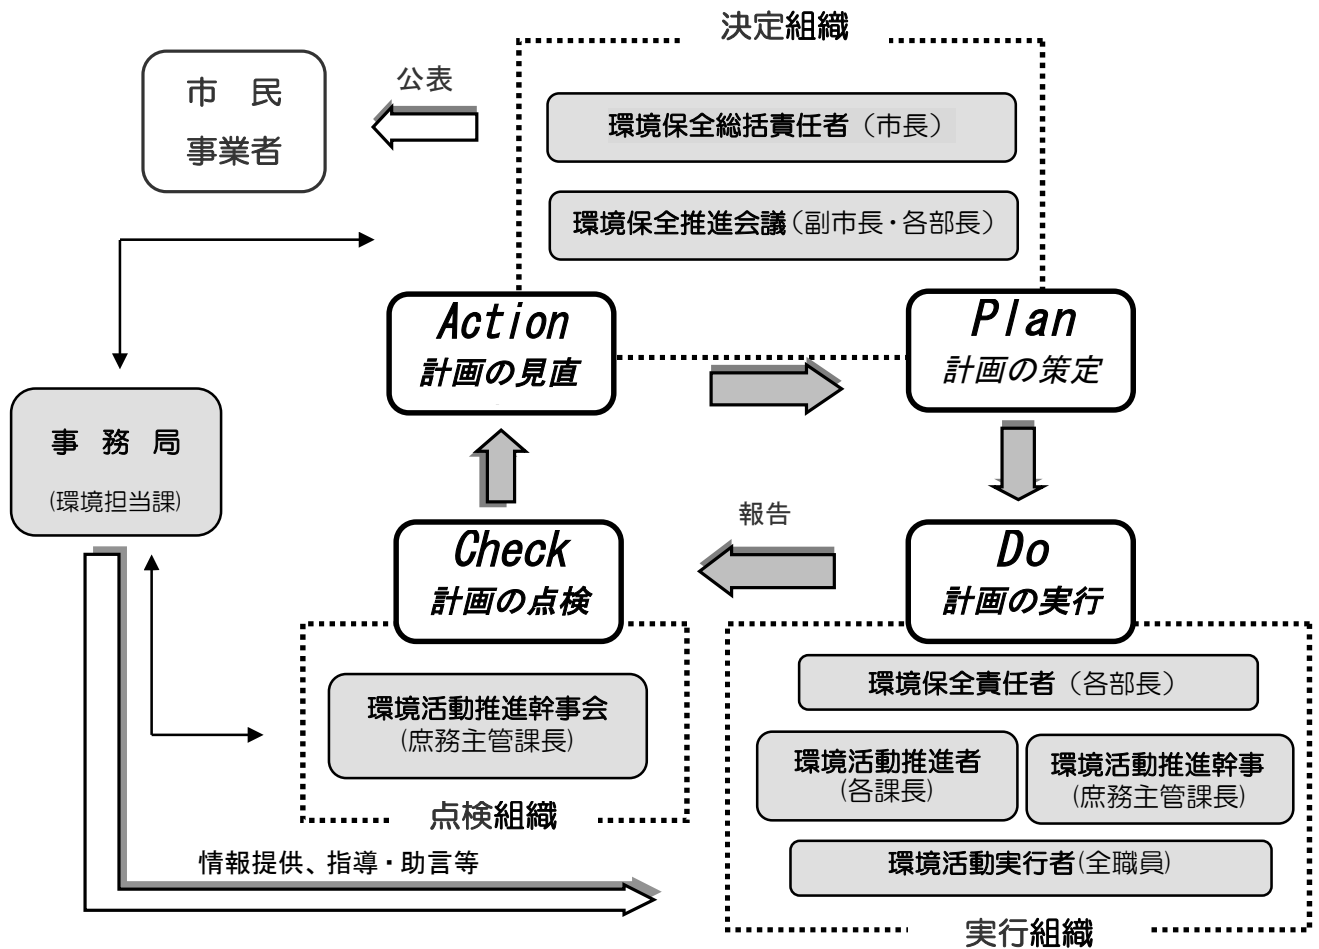 決定組織
市　民
事業者
公表
環境保全総括責任者（市長）
環境保全推進会議（副市長・各部長）
Action
計画の見直
Plan
計画の策定
事　務　局
(環境担当課)
報告
Check
計画の点検
Do
計画の実行
環境活動推進幹事会
(庶務主管課長)
点検組織
環境保全責任者（各部長）
環境活動推進者
(各課長)
環境活動推進幹事
(庶務主管課長)
環境活動実行者(全職員)
実行組織
情報提供、指導・助言等